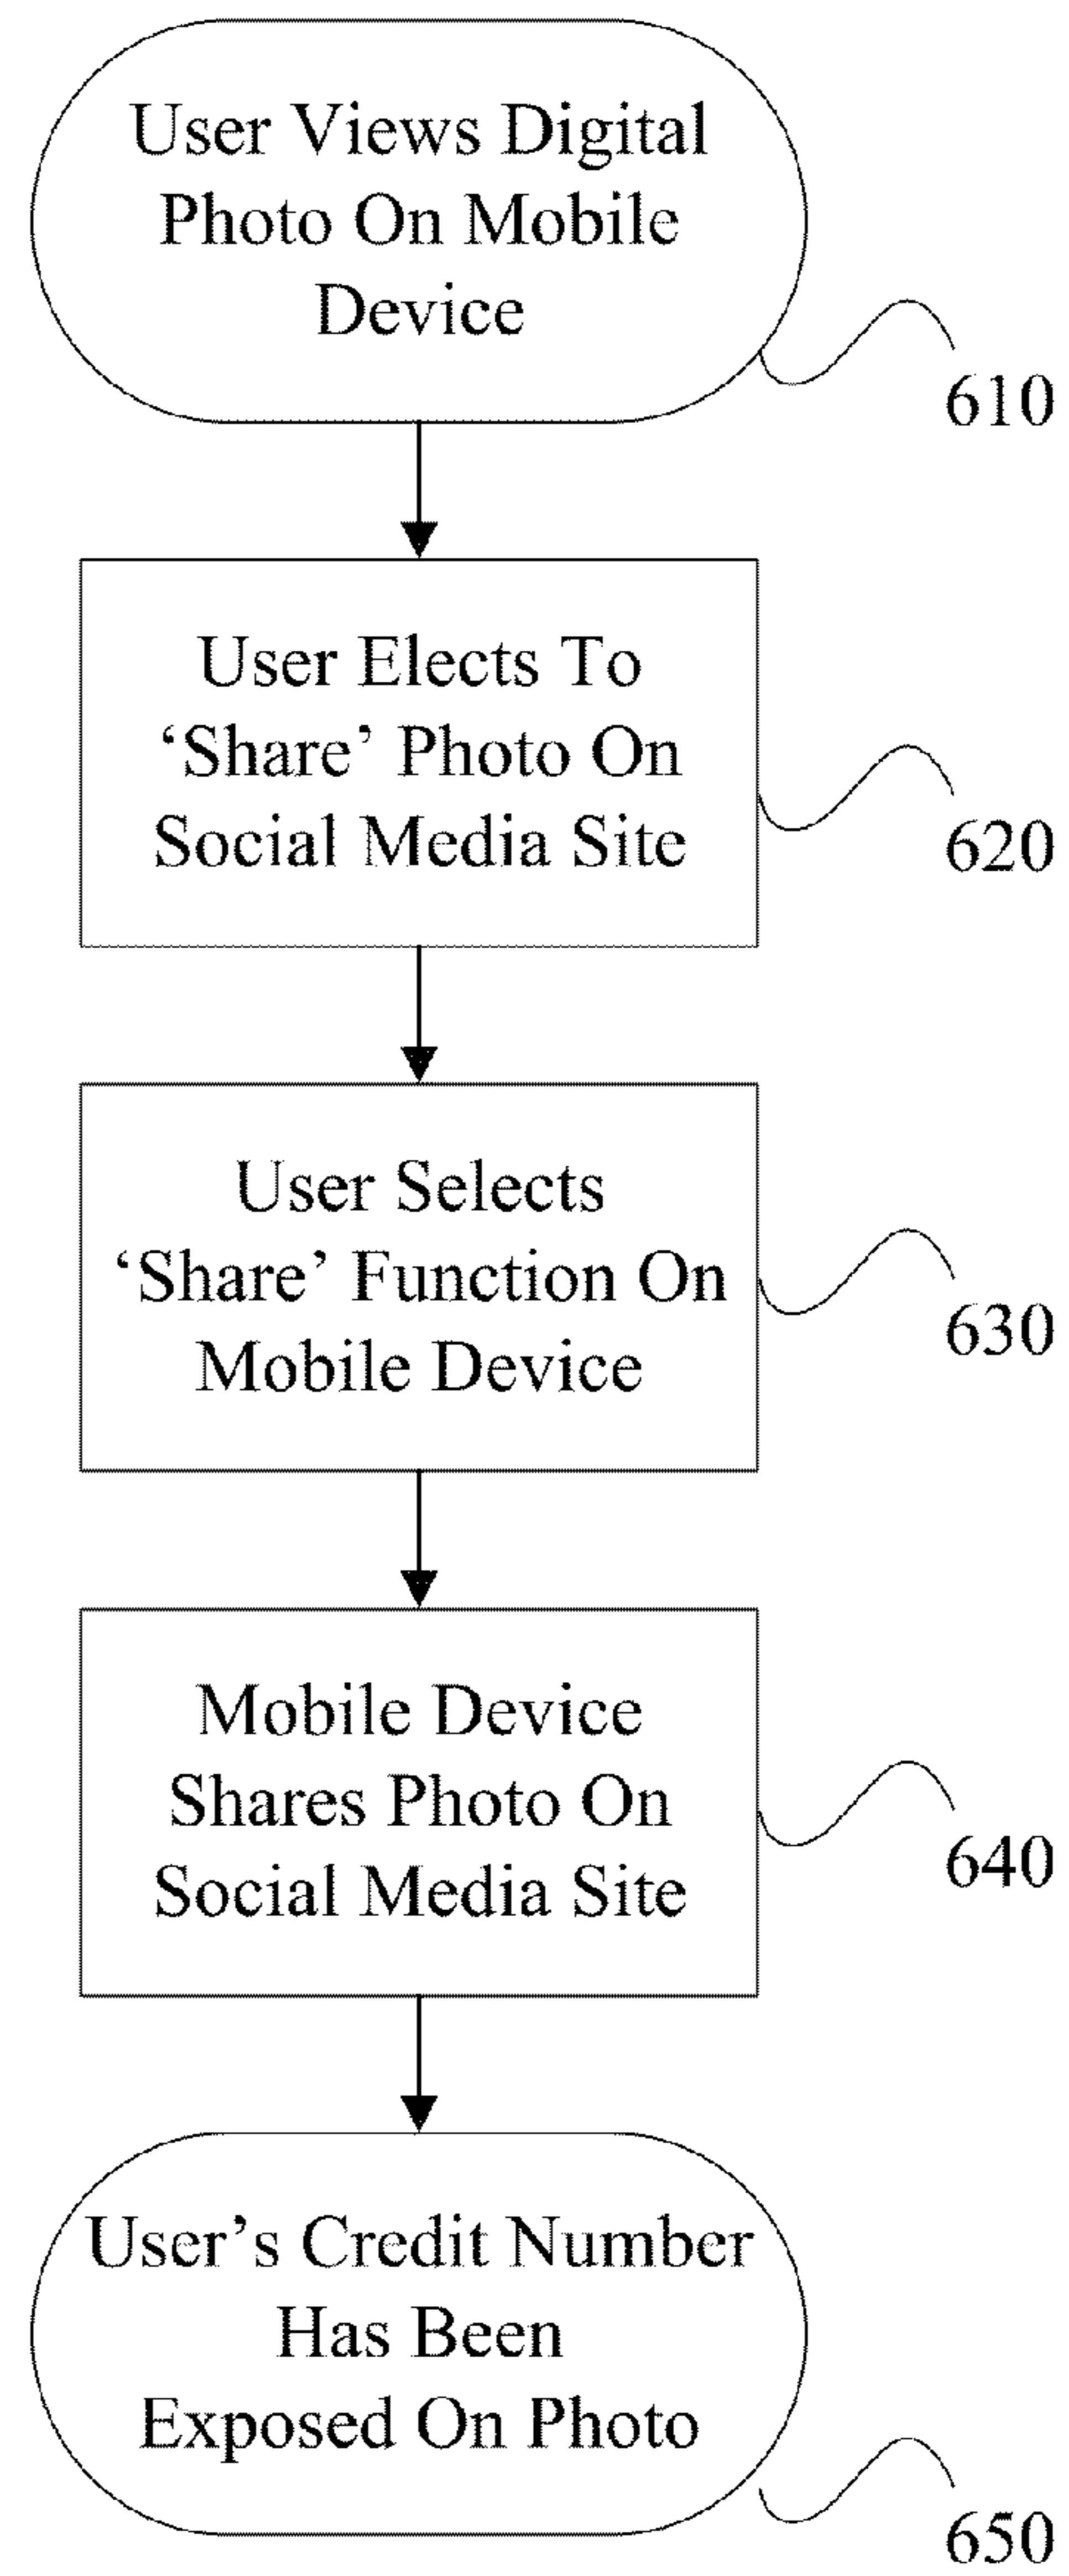 User Views Digital
Photo On Mobile
Device
610
User Elects To
‘Share’ Photo On
Social Media Site
620
User Selects
‘Share’ Function On
Mobile Device
630
Mobile Device
Shares Photo On
Social Media Site
640
User’s Credit Number
Has Been
Exposed On Photo
650